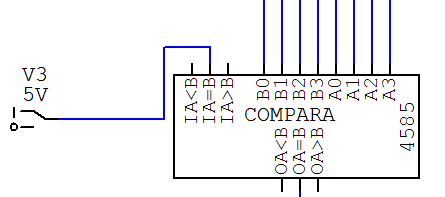 V3
5V
IA<B
IA=B
IA>B
B0
B1
B2
B3
A0
A1
A2
A3
COMPARA
4585
OA<B
OA=B
OA>B